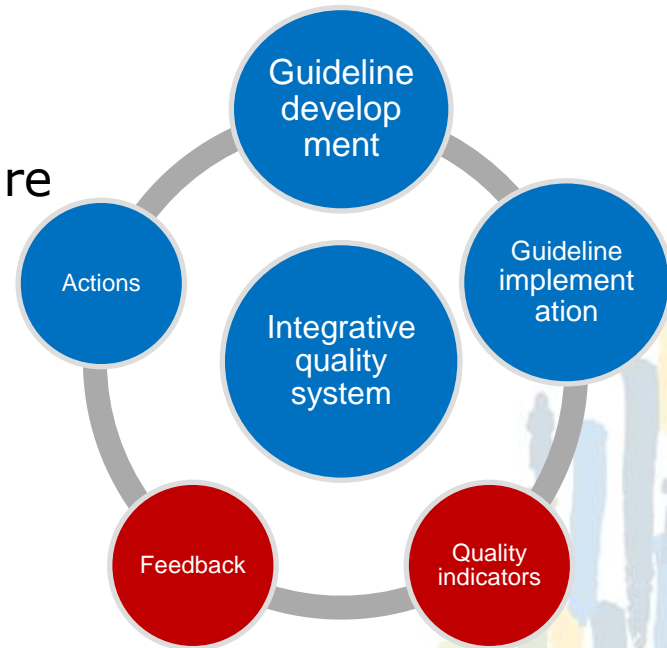 Guideline
develop
ment
re
Actions
Guideline
implement
ation
Integrative
quality
system
Feedback
Quality
indicators